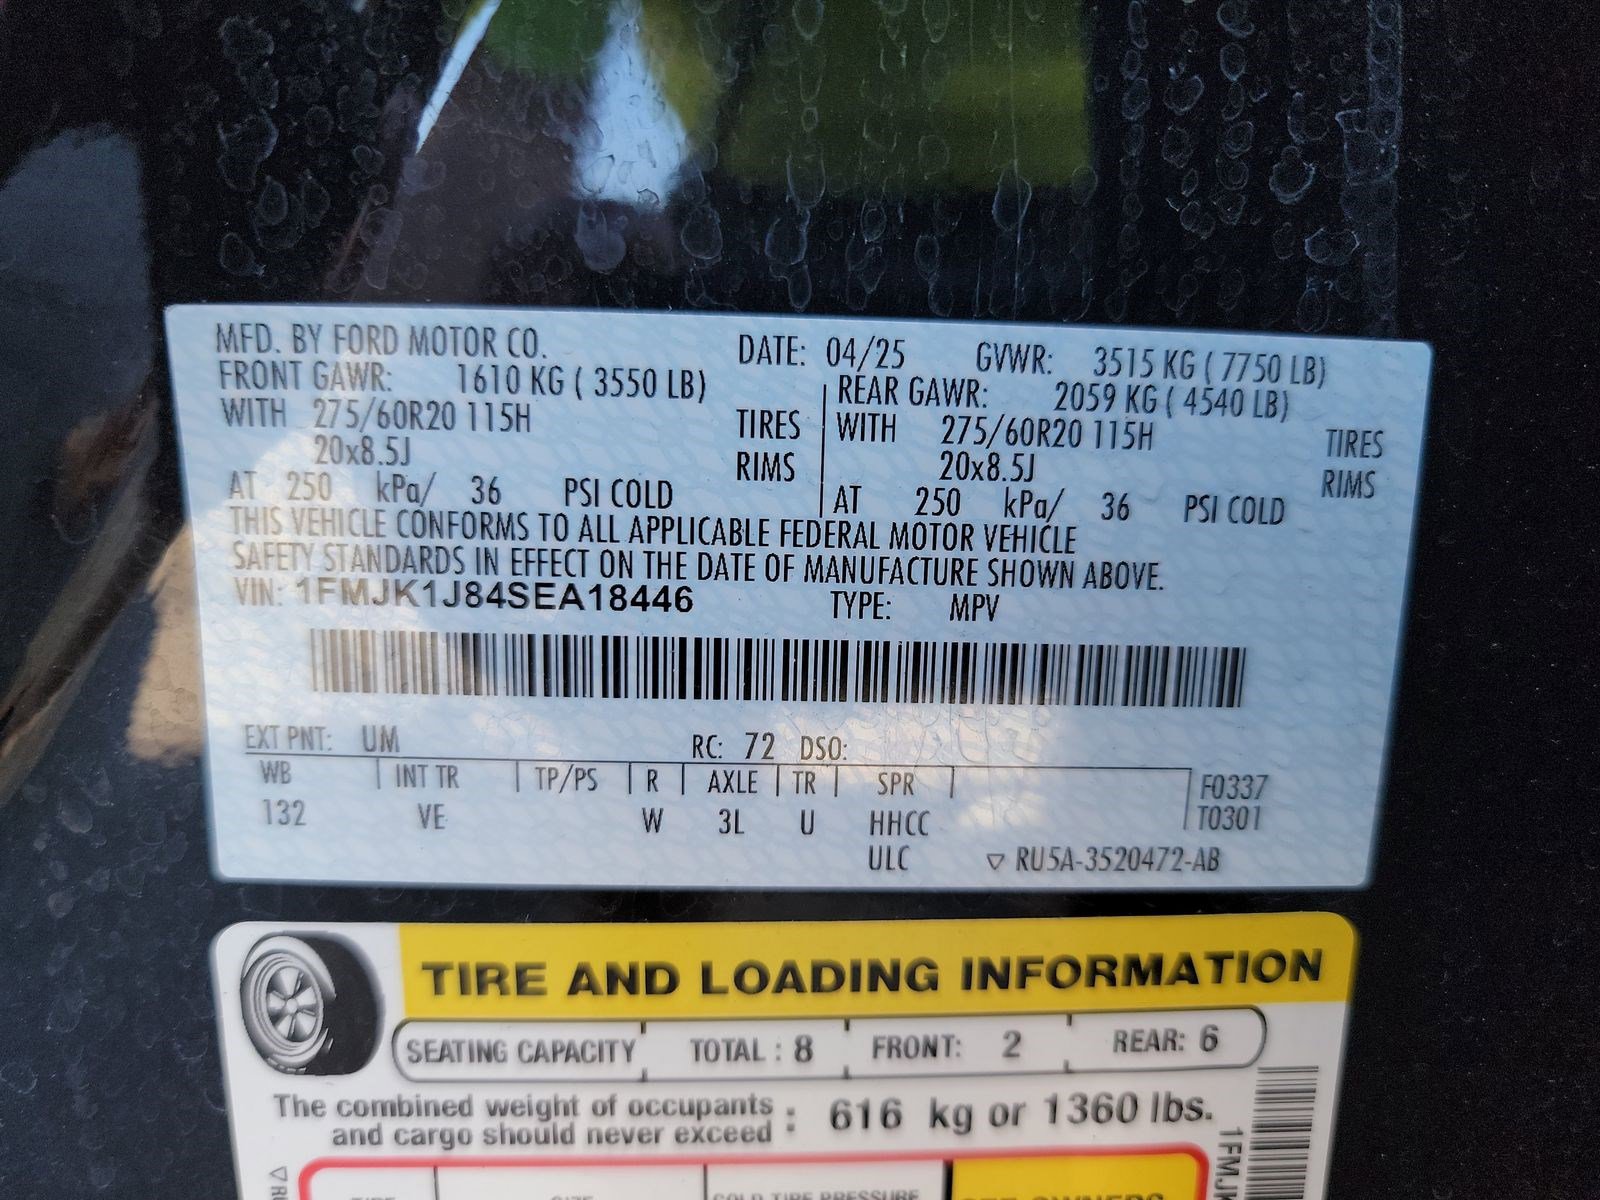 MFD. BY FORD MOTOR CO. DATE: 04/25 GVWR: 3515 KG ( 7750 LB)
FRONT GAWR: 1610 KG ( 3550 LB) REAR GAWR: 2059 KG ( 4540 LB)
WITH 275/60R20 115H TIRES WITH 275/60R20 115H TIRES
20x8.5J RIMS 20x8.5J RIMS
AT 250 kPa/ 36 PSI COLD AT 250 kPa/ 36 PSI COLD
THIS VEHICLE CONFORMS TO ALL APPLICABLE FEDERAL MOTOR VEHICLE
SAFETY STANDARDS IN EFFECT ON THE DATE OF MANUFACTURE SHOWN ABOVE.
VIN: 1FMJK1J84SEA18446 TYPE: MPV
EXT PNT: UM RC: 72 DSO:
WB INT TR TP/PS R AXLE TR SPR F0337
132 VE W 3L U HHCC T0301
ULC ▽ RU5A-3520472-AB
TIRE AND LOADING INFORMATION
SEATING CAPACITY TOTAL : 8 FRONT: 2 REAR: 6
The combined weight of occupants
and cargo should never exceed : 616 kg or 1360 lbs.
1FMJK